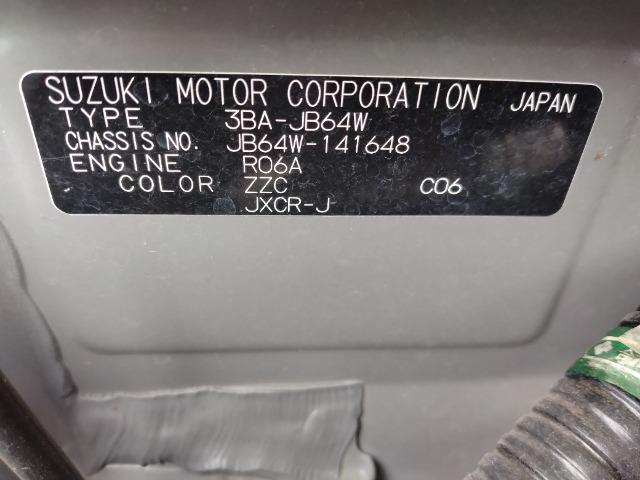 SUZUKI MOTOR CORPORATION JAPAN
TYPE 3BA-JB64W
CHASSIS NO. JB64W-141648
ENGINE R06A
COLOR ZZC C06
JXCR-J